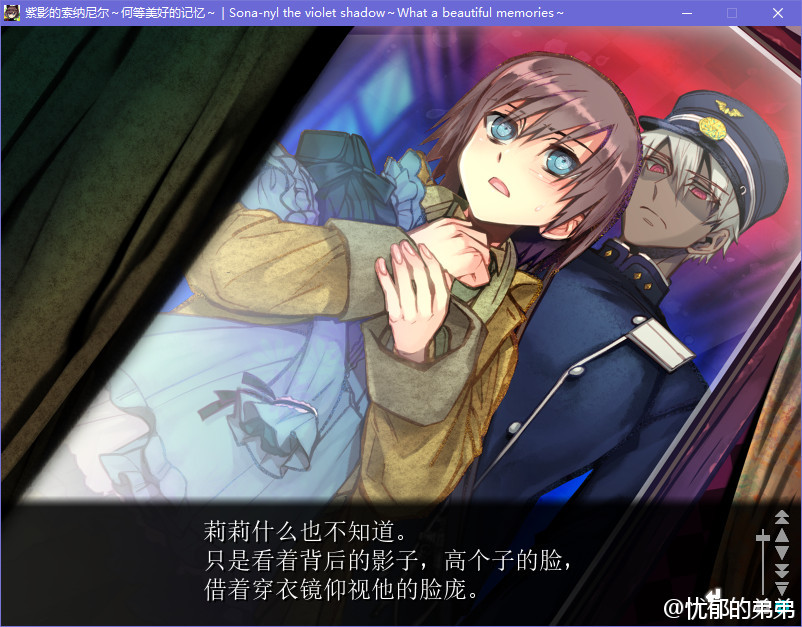 紫影的索纳尼尔～何等美好的记忆～ | Sona-nyl the violet shadow～What a beautiful memories～
莉莉什么也不知道。
只是看着背后的影子，高个子的脸，
借着穿衣镜仰视他的脸庞。
@忧郁的弟弟